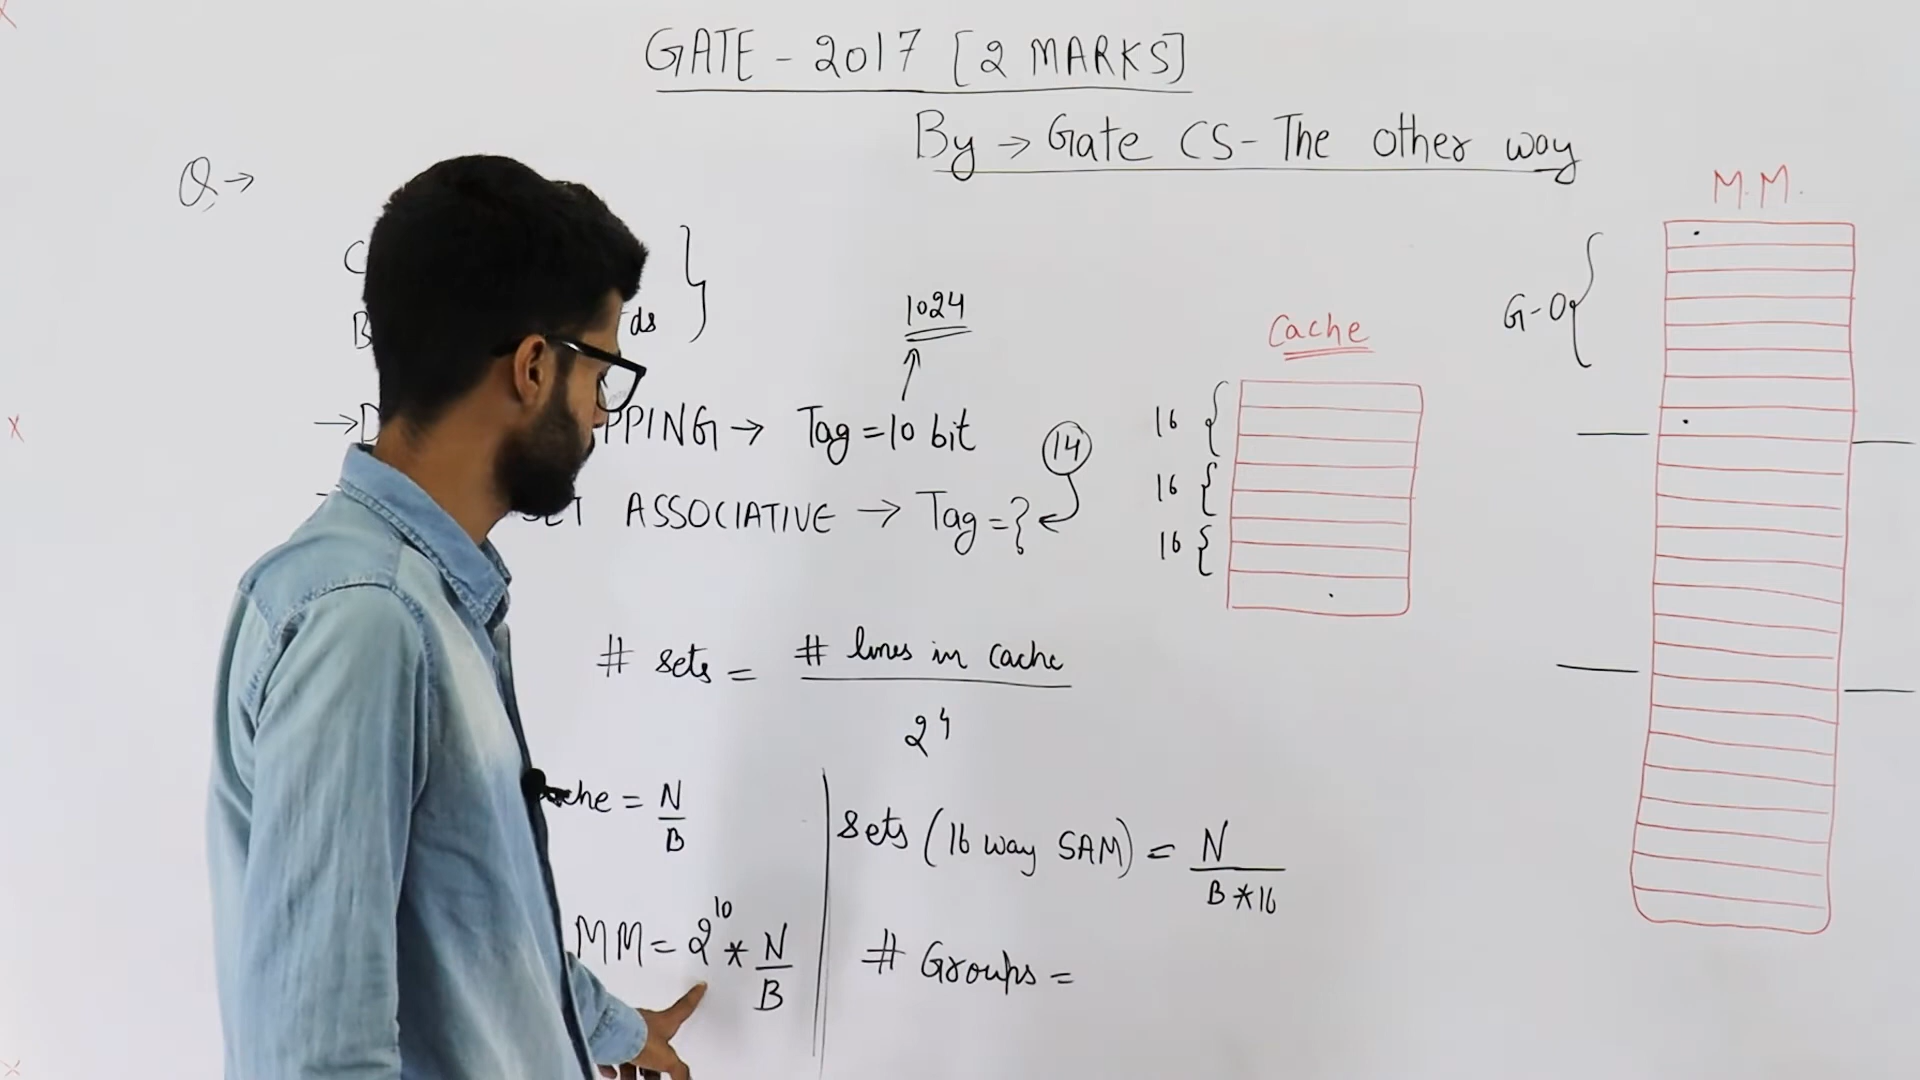 GATE - 2017 [2 MARKS]
By → Gate CS - The other way
Q →
M.M.
C
G-0
B ds
1024
Cache
→ D PPING → Tag = 10 bit
14
16
SET ASSOCIATIVE → Tag = ?
16
16
# sets = # lines in cache
2^4
che = N
B
Sets (16 way SAM) = N
B * 16
MM = 2^10 * N
B
# Groups =